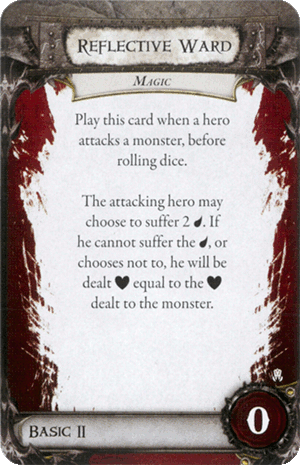 Reflective Ward
Magic
Play this card when a hero
attacks a monster, before
rolling dice.
The attacking hero may
choose to suffer 2 . If
he cannot suffer the , or
chooses not to, he will be
dealt ♥ equal to the ♥
dealt to the monster.
Basic II
0